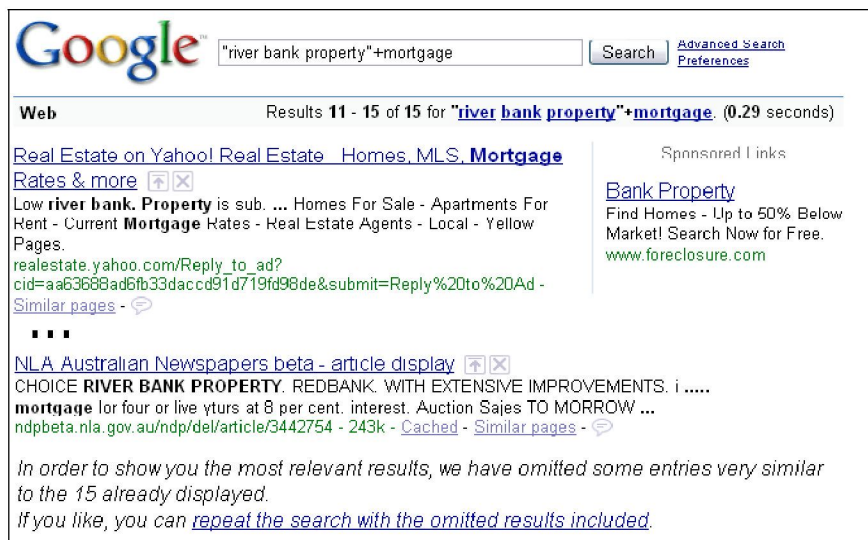 Google™ "river bank property"+mortgage Search Advanced Search
Preferences
Web Results 11 - 15 of 15 for "river bank property"+mortgage. (0.29 seconds)
Real Estate on Yahoo! Real Estate Homes, MLS, Mortgage
Rates & more
Low river bank. Property is sub. ... Homes For Sale - Apartments For
Rent - Current Mortgage Rates - Real Estate Agents - Local - Yellow
Pages.
realestate.yahoo.com/Reply_to_ad?
cid=aa63688ad6fb33daccd91d719fd98de&submit=Reply%20to%20Ad -
Similar pages -
...
Sponsored Links
Bank Property
Find Homes - Up to 50% Below
Market! Search Now for Free.
www.foreclosure.com
NLA Australian Newspapers beta - article display
CHOICE RIVER BANK PROPERTY. REDBANK. WITH EXTENSIVE IMPROVEMENTS. i .....
mortgage lor four or live yturs at 8 per cent. interest. Auction Sajes TO MORROW ...
ndpbeta.nla.gov.au/ndp/del/article/3442754 - 243k - Cached - Similar pages -
In order to show you the most relevant results, we have omitted some entries very similar
to the 15 already displayed.
If you like, you can repeat the search with the omitted results included.